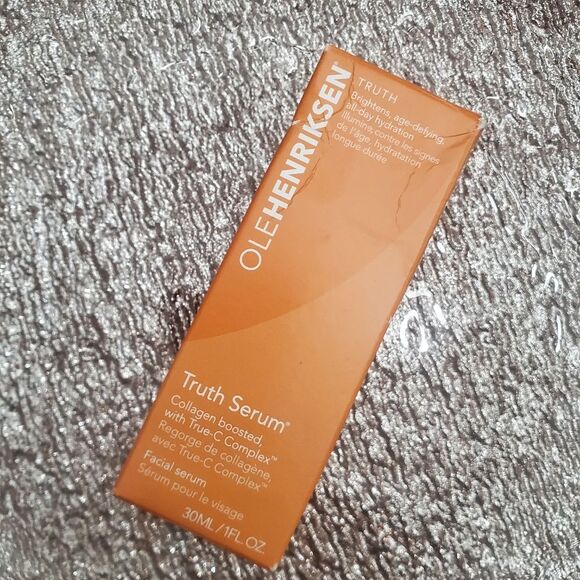 OLEHENRIKSEN®
TRUTH
Brightens, age-defying,
all-day hydration
Illumine, contre les signes
de l'âge, hydratation
longue durée
Truth Serum®
Collagen boosted,
with True-C Complex™
Regorge de collagène,
avec True-C Complex™
Facial serum
Sérum pour le visage
30ML / 1FL. OZ.